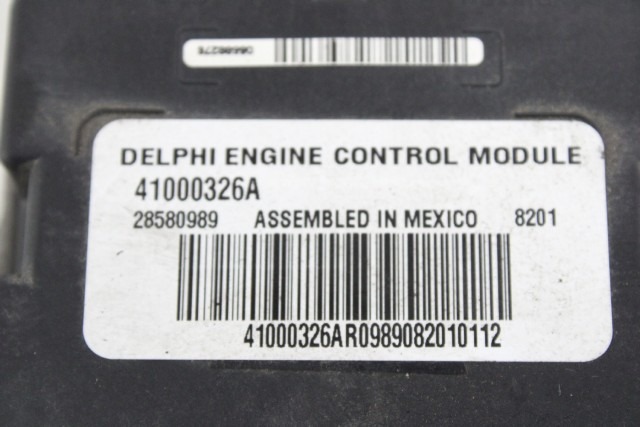 DELPHI ENGINE CONTROL MODULE
41000326A
28580989 ASSEMBLED IN MEXICO 8201
41000326AR0989082010112